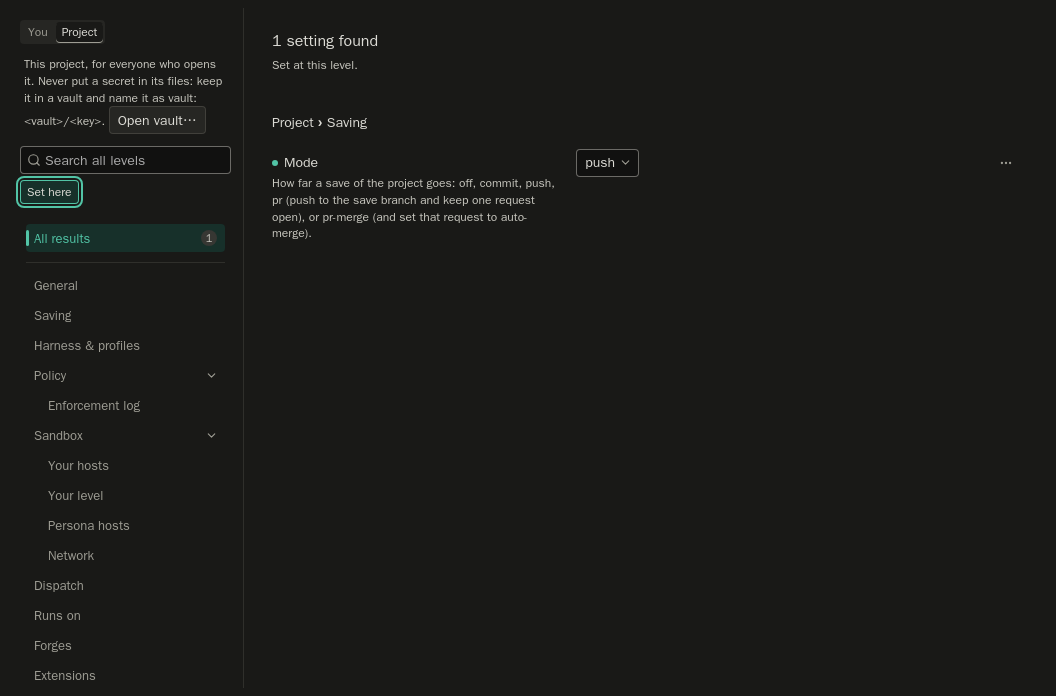 You
Project
This project, for everyone who opens
it. Never put a secret in its files: keep
it in a vault and name it as vault:
<vault>/<key>. Open vault···
Search all levels
Set here
All results 1
General
Saving
Harness & profiles
Policy
Enforcement log
Sandbox
Your hosts
Your level
Persona hosts
Network
Dispatch
Runs on
Forges
Extensions
1 setting found
Set at this level.
Project › Saving
Mode
push
How far a save of the project goes: off, commit, push,
pr (push to the save branch and keep one request
open), or pr-merge (and set that request to auto-
merge).